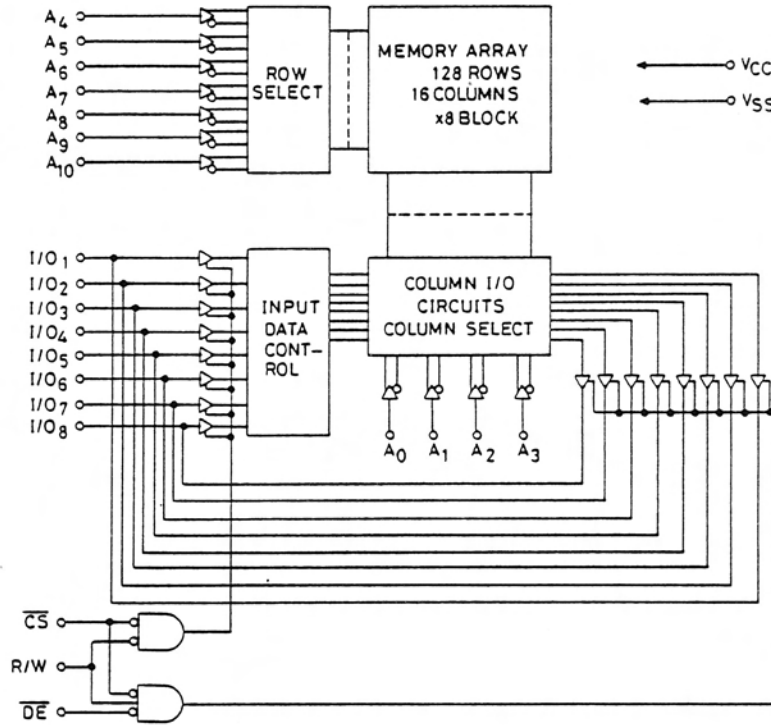 A4
A5
A6
A7
A8
A9
A10
ROW
SELECT
MEMORY ARRAY
128 ROWS
16 COLUMNS
x8 BLOCK
VCC
VSS
I/O1
I/O2
I/O3
I/O4
I/O5
I/O6
I/O7
I/O8
INPUT
DATA
CONT-
ROL
COLUMN I/O
CIRCUITS
COLUMN SELECT
A0
A1
A2
A3
CS
R/W
DE